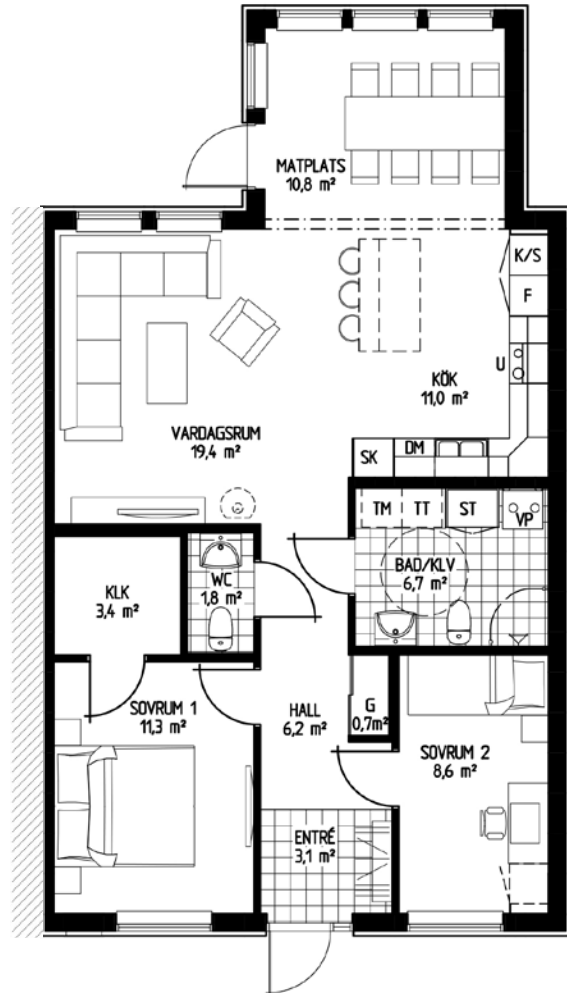 MATPLATS
10,8 m²
K/S
F
U
KÖK
11,0 m²
VARDAGSRUM
19,4 m²
SK
DM
TM
TT
ST
VP
BAD/KLV
6,7 m²
WC
1,8 m²
KLK
3,4 m²
SOVRUM 1
11,3 m²
HALL
6,2 m²
G
0,7m²
SOVRUM 2
8,6 m²
ENTRÉ
3,1 m²